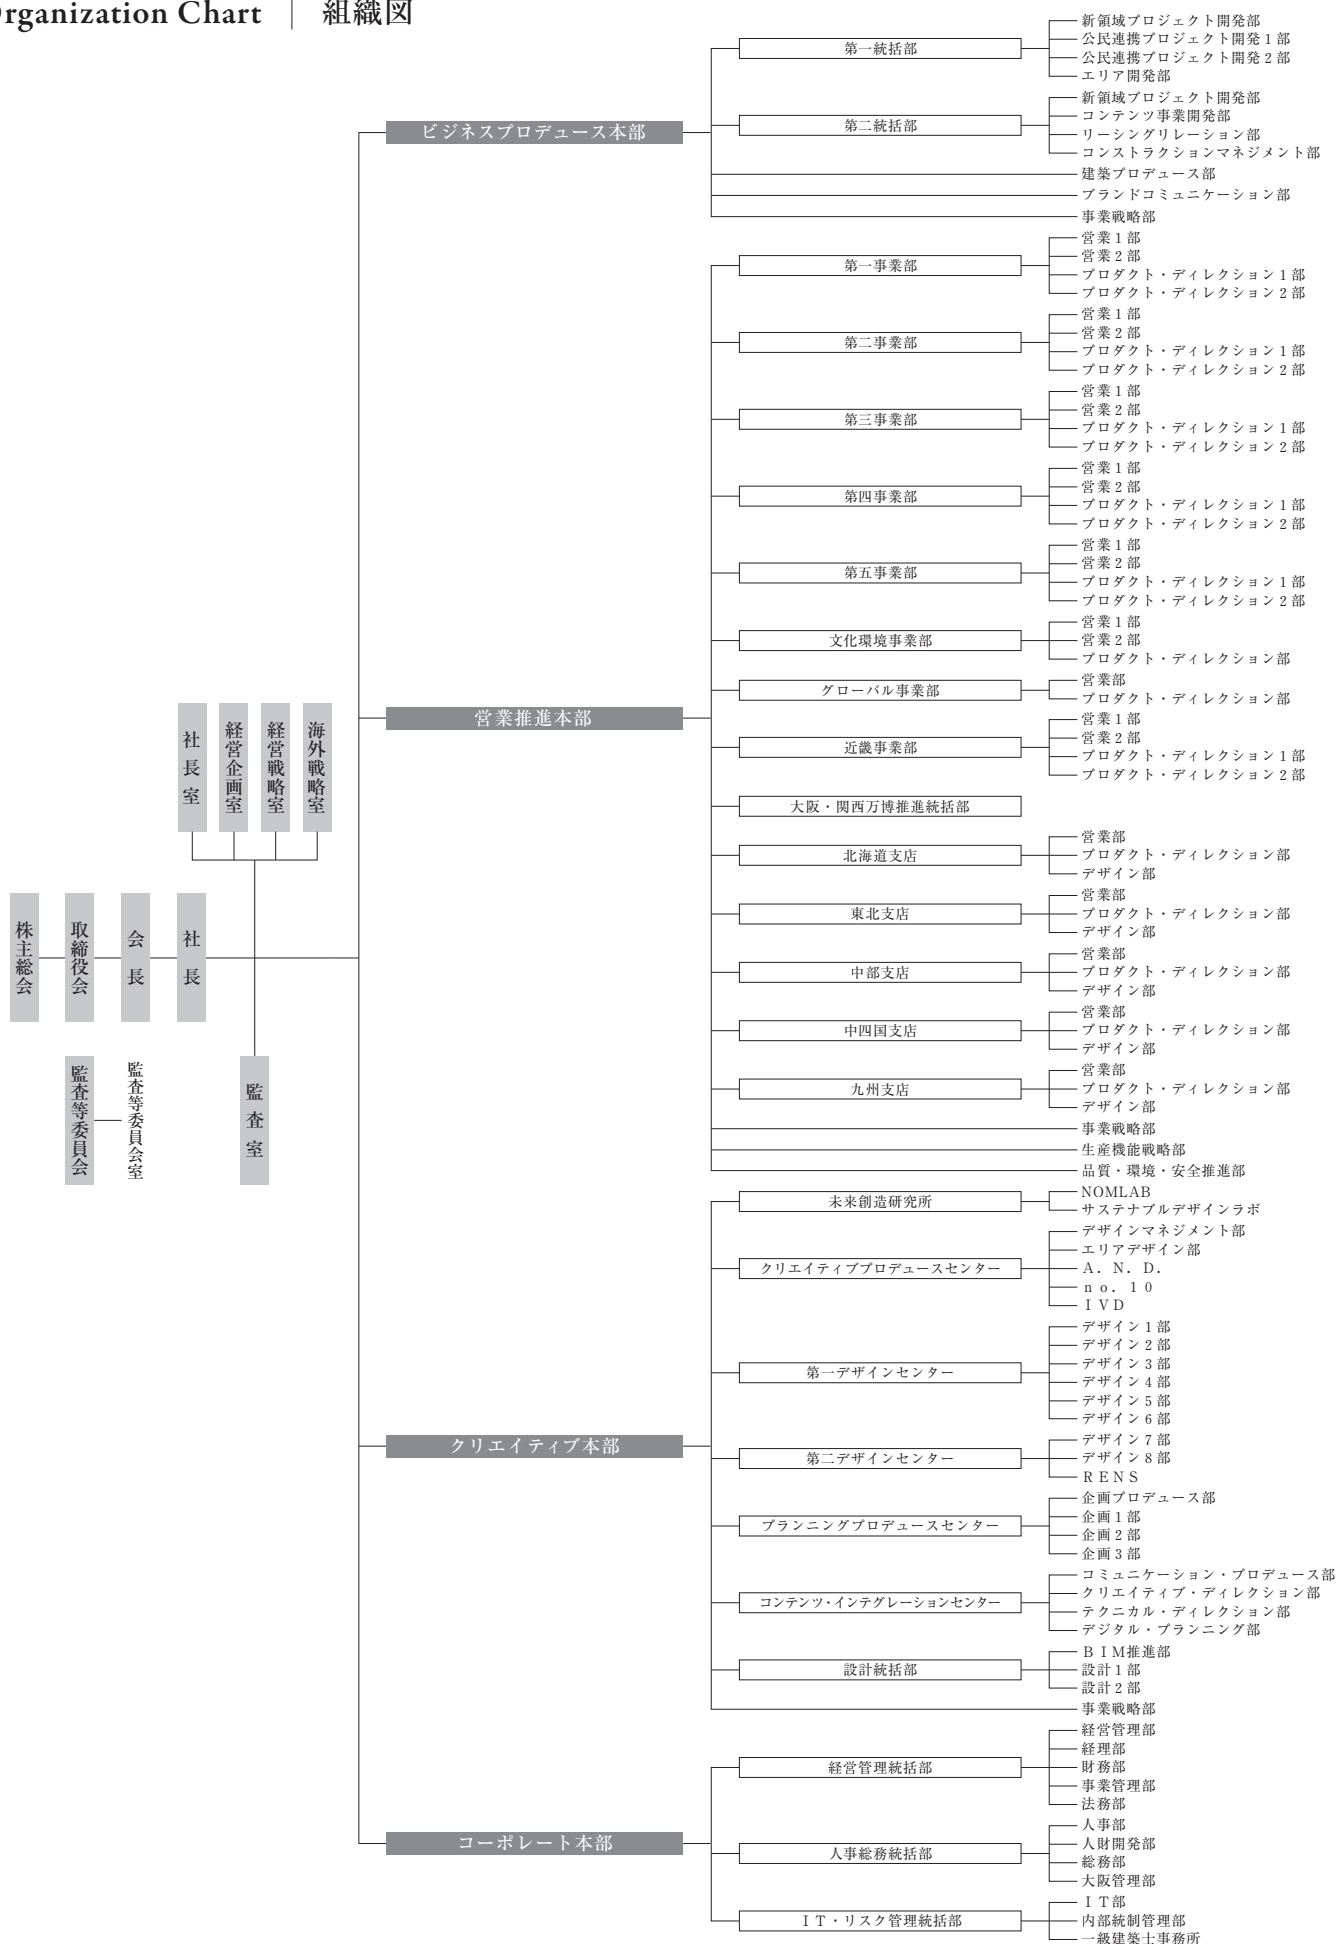 Organization Chart | 組織図
株主総会
取締役会
会長
社長
監査等委員会
監査等委員会室
社長室
経営企画室
経営戦略室
海外戦略室
監査室
ビジネスプロデュース本部
第一統括部
新領域プロジェクト開発部
公民連携プロジェクト開発1部
公民連携プロジェクト開発2部
エリア開発部
第二統括部
新領域プロジェクト開発部
コンテンツ事業開発部
リーシングリレーション部
コンストラクションマネジメント部
建築プロデュース部
ブランドコミュニケーション部
事業戦略部
営業推進本部
第一事業部
営業1部
営業2部
プロダクト・ディレクション1部
プロダクト・ディレクション2部
第二事業部
営業1部
営業2部
プロダクト・ディレクション1部
プロダクト・ディレクション2部
第三事業部
営業1部
営業2部
プロダクト・ディレクション1部
プロダクト・ディレクション2部
第四事業部
営業1部
営業2部
プロダクト・ディレクション1部
プロダクト・ディレクション2部
第五事業部
営業1部
営業2部
プロダクト・ディレクション1部
プロダクト・ディレクション2部
文化環境事業部
営業1部
営業2部
プロダクト・ディレクション部
グローバル事業部
営業部
プロダクト・ディレクション部
近畿事業部
営業1部
営業2部
プロダクト・ディレクション1部
プロダクト・ディレクション2部
大阪・関西万博推進統括部
北海道支店
営業部
プロダクト・ディレクション部
デザイン部
東北支店
営業部
プロダクト・ディレクション部
デザイン部
中部支店
営業部
プロダクト・ディレクション部
デザイン部
中四国支店
営業部
プロダクト・ディレクション部
デザイン部
九州支店
営業部
プロダクト・ディレクション部
デザイン部
事業戦略部
生産機能戦略部
品質・環境・安全推進部
クリエイティブ本部
未来創造研究所
NOMLAB
サステナブルデザインラボ
クリエイティブプロデュースセンター
デザインマネジメント部
エリアデザイン部
A．N．D．
no．10
IVD
第一デザインセンター
デザイン1部
デザイン2部
デザイン3部
デザイン4部
デザイン5部
デザイン6部
第二デザインセンター
デザイン7部
デザイン8部
RENS
プランニングプロデュースセンター
企画プロデュース部
企画1部
企画2部
企画3部
コンテンツ・インテグレーションセンター
コミュニケーション・プロデュース部
クリエイティブ・ディレクション部
テクニカル・ディレクション部
デジタル・プランニング部
設計統括部
BIM推進部
設計1部
設計2部
事業戦略部
コーポレート本部
経営管理統括部
経営管理部
経理部
財務部
事業管理部
法務部
人事総務統括部
人事部
人財開発部
総務部
大阪管理部
IT・リスク管理統括部
IT部
内部統制管理部
一級建築士事務所